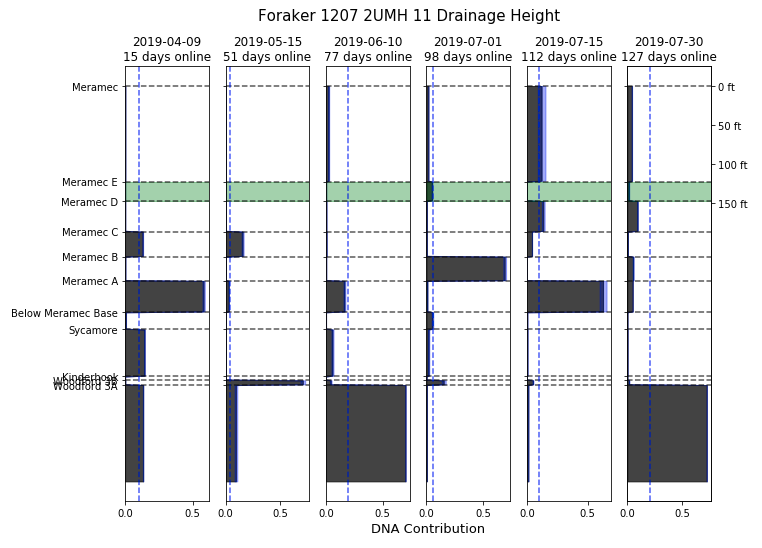 Foraker 1207 2UMH 11 Drainage Height
2019-04-09
15 days online
2019-05-15
51 days online
2019-06-10
77 days online
2019-07-01
98 days online
2019-07-15
112 days online
2019-07-30
127 days online
Meramec
Meramec E
Meramec D
Meramec C
Meramec B
Meramec A
Below Meramec Base
Sycamore
Kinderhook
Woodford 3B
Woodford 3A
0 ft
50 ft
100 ft
150 ft
0.0 0.5 0.0 0.5 0.0 0.5 0.0 0.5 0.0 0.5 0.0 0.5
DNA Contribution